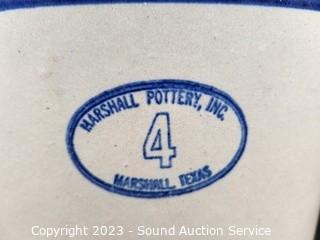 MARSHALL POTTERY, INC.
4
MARSHALL, TEXAS
Copyright 2023 - Sound Auction Service